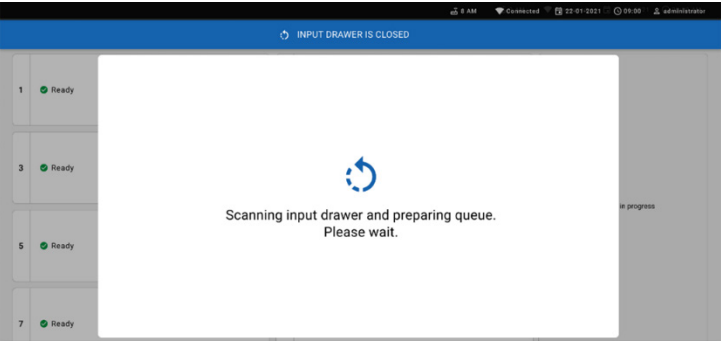 8 AM Connected 22-01-2021 09:00 administrator
INPUT DRAWER IS CLOSED
1 Ready
3 Ready
in progress
Scanning input drawer and preparing queue.
Please wait.
5 Ready
7 Ready